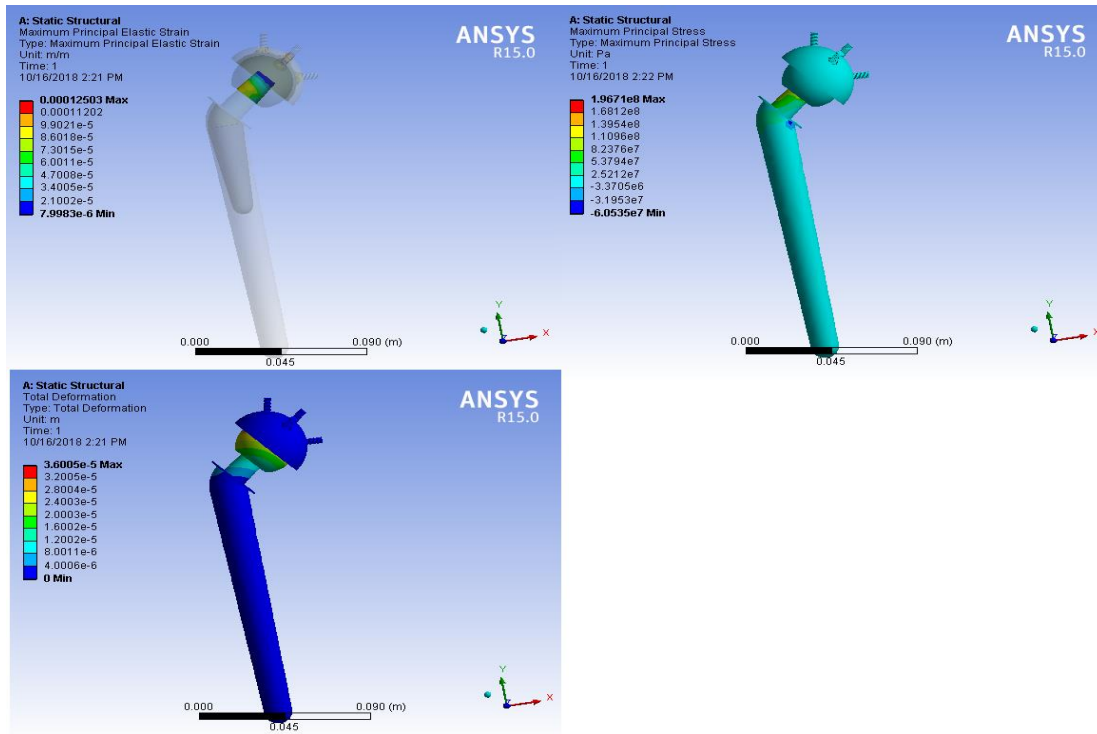 A: Static Structural
Maximum Principal Elastic Strain
Type: Maximum Principal Elastic Strain
Unit: m/m
Time: 1
10/16/2018 2:21 PM
0.00012503 Max
0.00011202
9.9021e-5
8.6018e-5
7.3015e-5
6.0011e-5
4.7008e-5
3.4005e-5
2.1002e-5
7.9983e-6 Min
ANSYS
R15.0
Y
X
0.000
0.090 (m)
0.045
A: Static Structural
Maximum Principal Stress
Type: Maximum Principal Stress
Unit: Pa
Time: 1
10/16/2018 2:22 PM
1.9671e8 Max
1.6812e8
1.3954e8
1.1096e8
8.2376e7
5.3794e7
2.5212e7
-3.3705e6
-3.1953e7
-6.0535e7 Min
ANSYS
R15.0
Y
X
0.000
0.090 (m)
0.045
A: Static Structural
Total Deformation
Type: Total Deformation
Unit: m
Time: 1
10/16/2018 2:21 PM
3.6005e-5 Max
3.2005e-5
2.8004e-5
2.4003e-5
2.0003e-5
1.6002e-5
1.2002e-5
8.0011e-6
4.0006e-6
0 Min
ANSYS
R15.0
Y
X
0.000
0.090 (m)
0.045